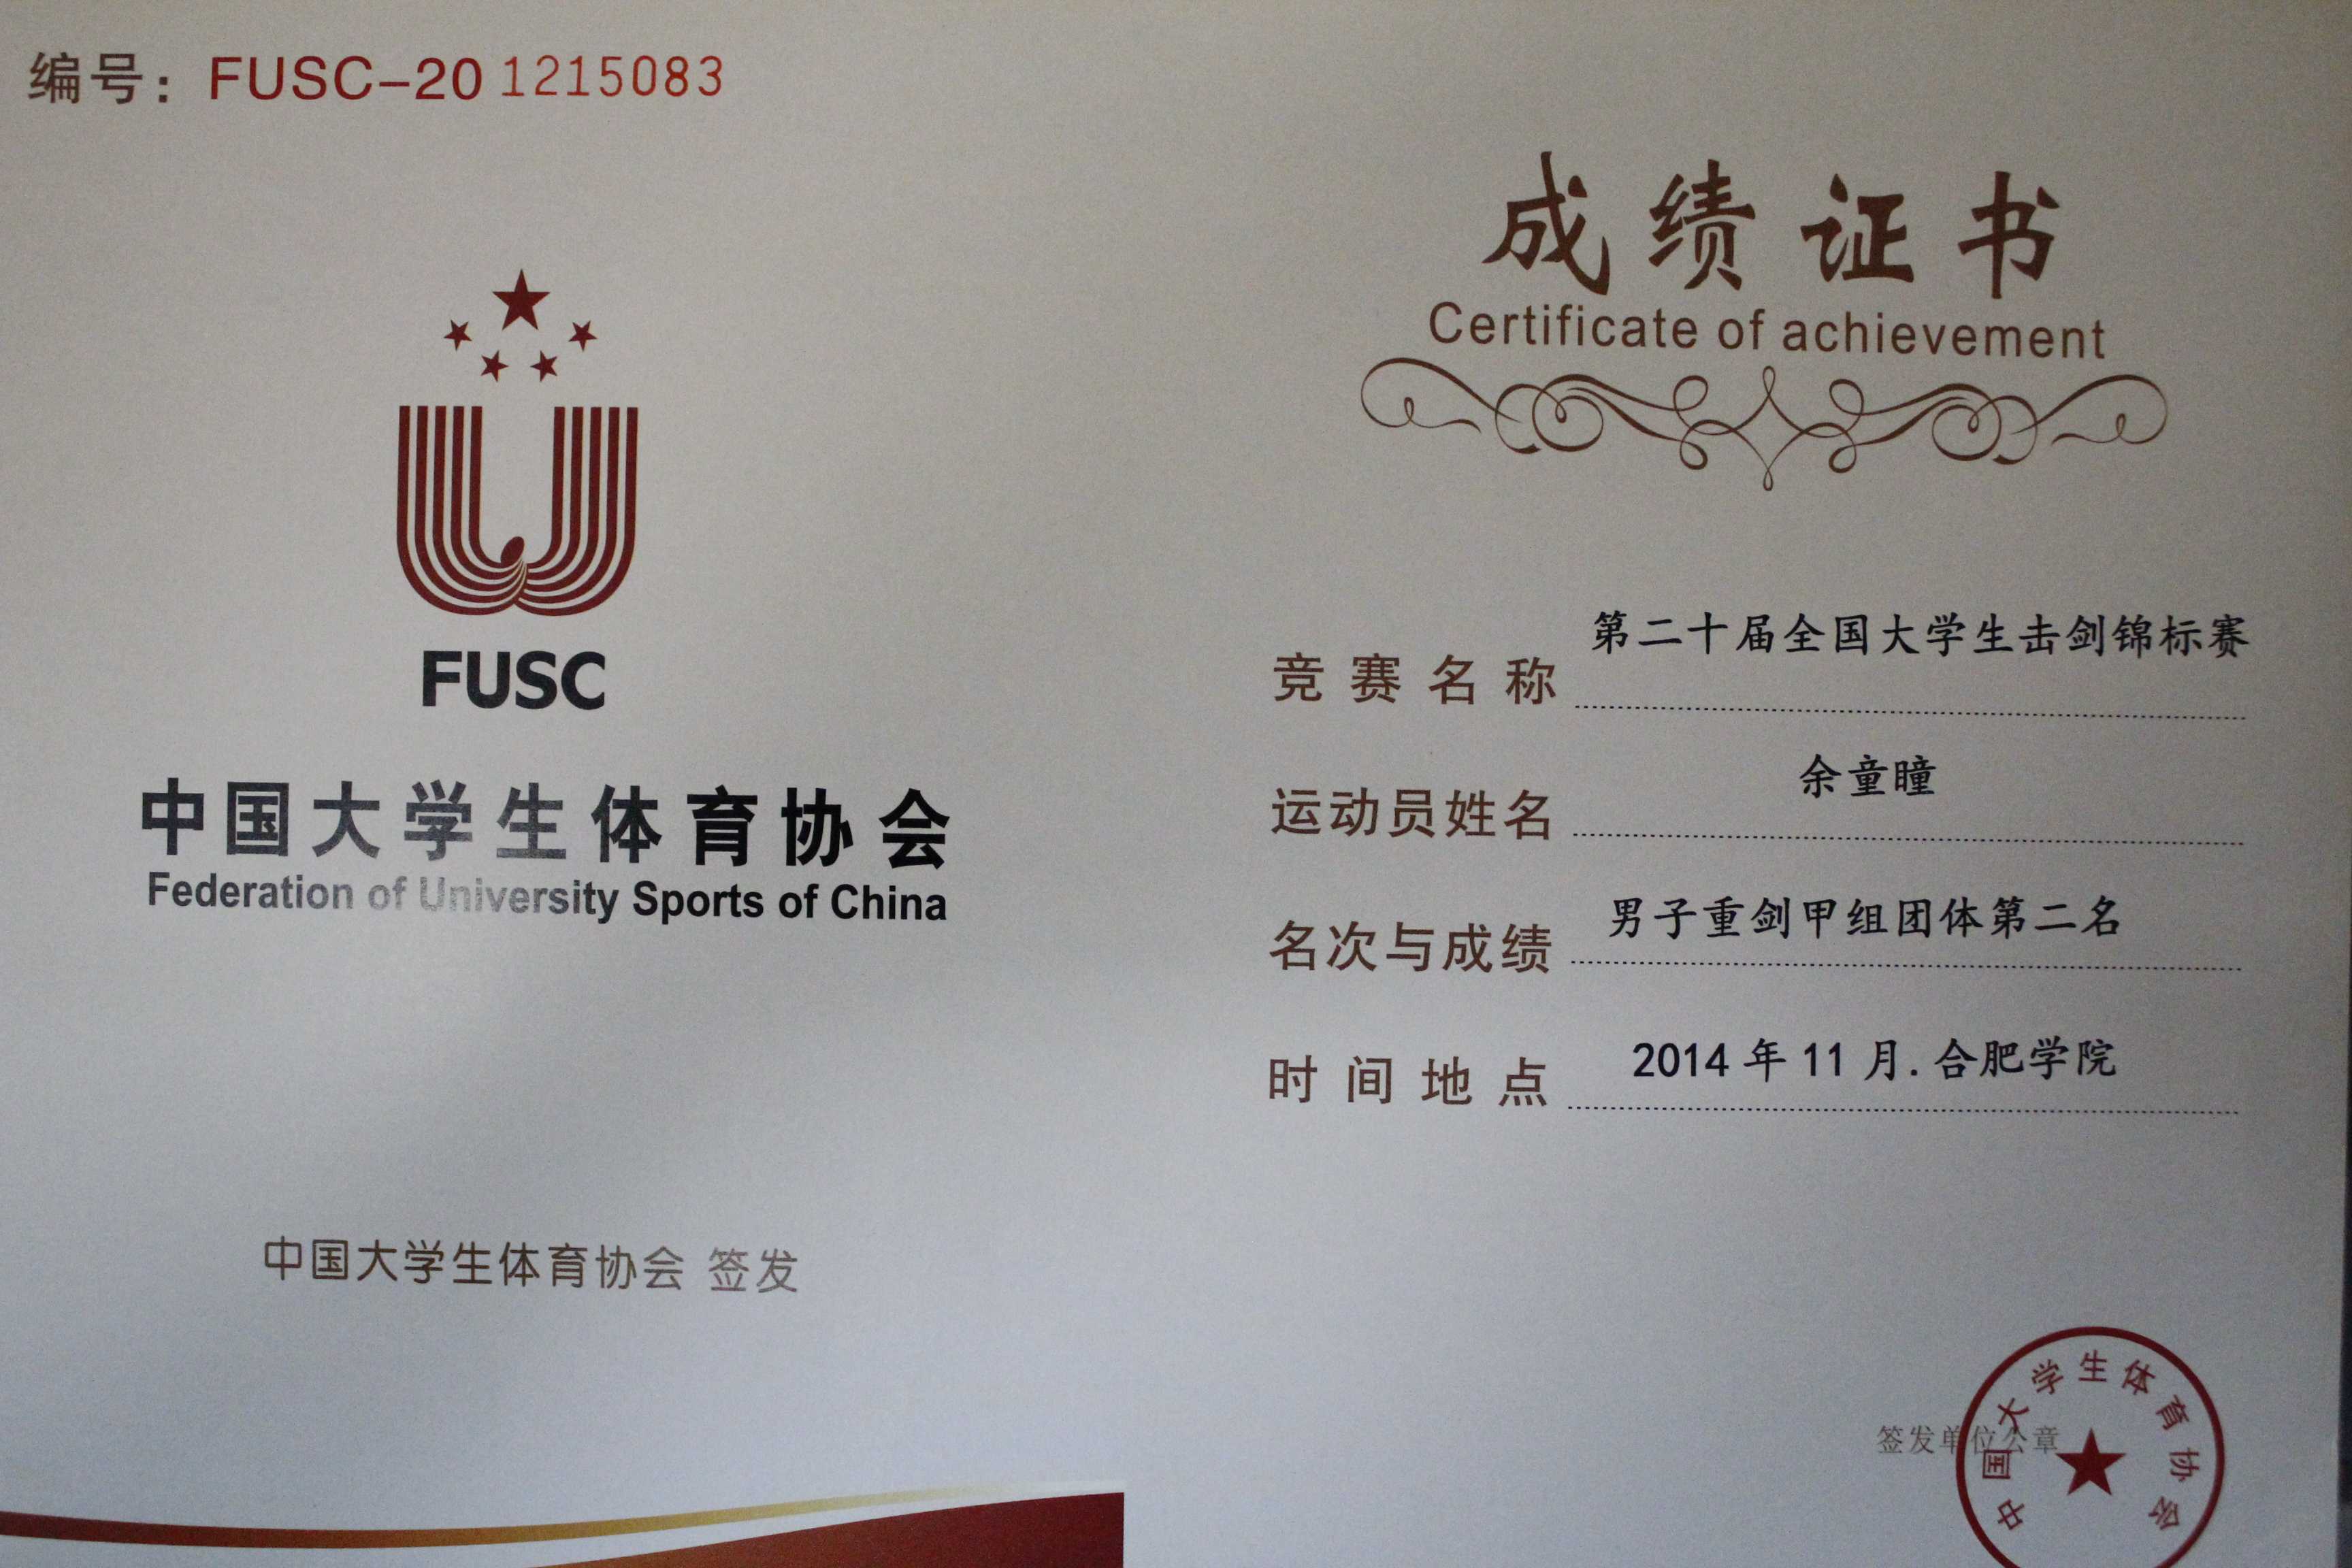 编号：FUSC-20 1215083
FUSC
中国大学生体育协会
Federation of University Sports of China
中国大学生体育协会 签发
成绩证书
Certificate of achievement
竞赛名称 第二十届全国大学生击剑锦标赛
运动员姓名 余童瞳
名次与成绩 男子重剑甲组团体第二名
时间地点 2014年11月.合肥学院
签发单位公章
中国大学生体育协会